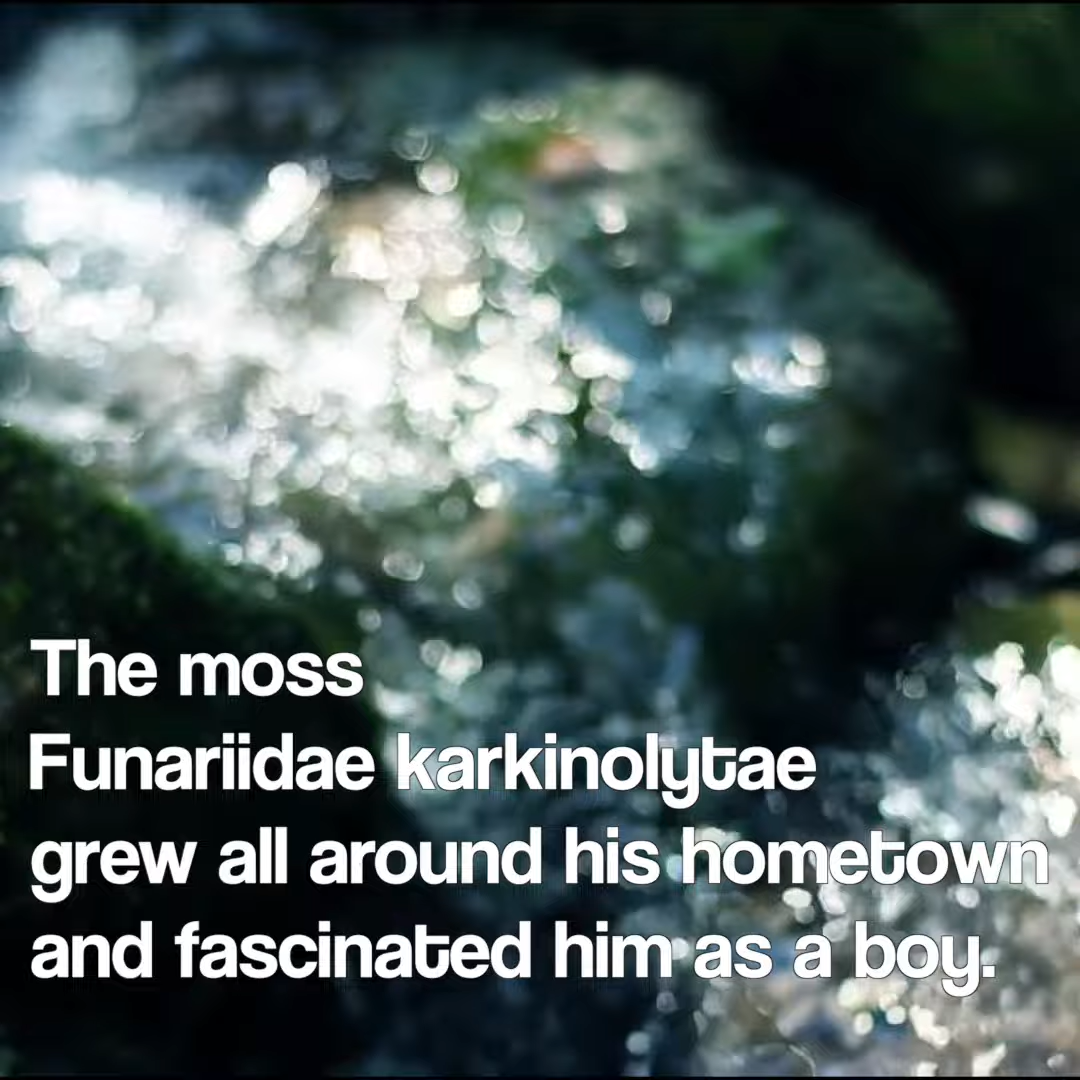 The moss
Funariidae karkinolytae
grew all around his hometown
and fascinated him as a boy.